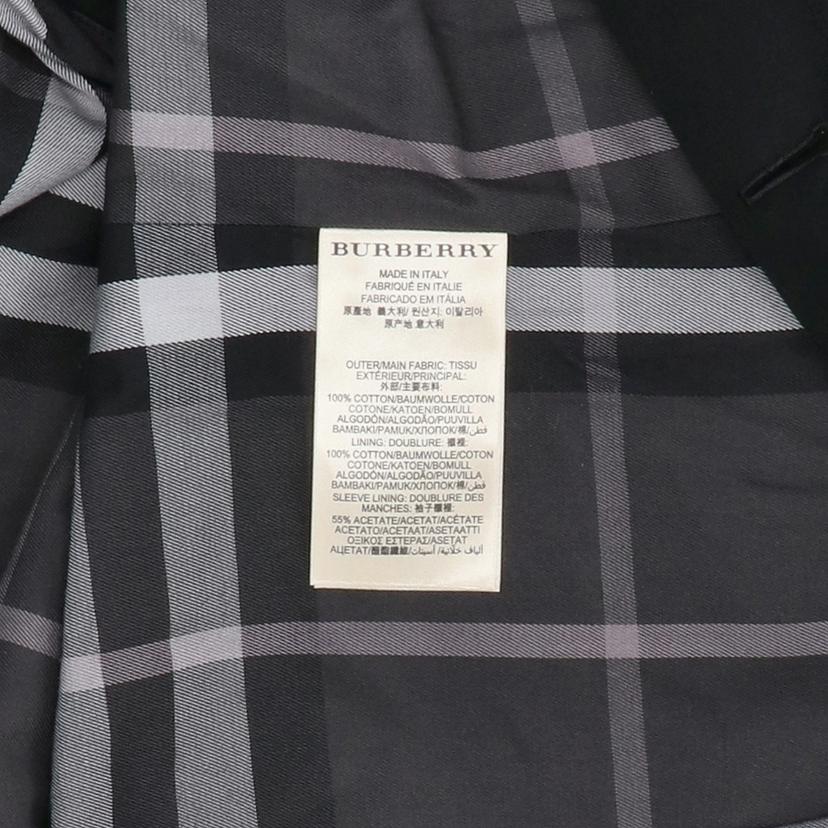 BURBERRY
MADE IN ITALY
FABRIQUÉ EN ITALIE
FABRICADO EM ITÁLIA
原產地 義大利/ 원산지: 이탈리아
原产地 意大利
OUTER/MAIN FABRIC: TISSU
EXTÉRIEUR/PRINCIPAL:
外部/主要布料:
100% COTTON/BAUMWOLLE/COTON
COTONE/KATOEN/BOMULL
ALGODÓN/ALGODÃO/PUUVILLA
BAMBAKI/PAMUK/ХЛОПОК/棉/قطن
LINING: DOUBLURE: 襯裡:
100% COTTON/BAUMWOLLE/COTON
COTONE/KATOEN/BOMULL
ALGODÓN/ALGODÃO/PUUVILLA
BAMBAKI/PAMUK/ХЛОПОК/棉/قطن
SLEEVE LINING: DOUBLURE DES
MANCHES: 袖子襯裡:
55% ACETATE/ACETAT/ACÉTATE
ACETATO/ACETAAT/ASETAATTI
ΟΞΙΚΟΣ ΕΣΤΕΡΑΣ/ASETAT
АЦЕТАТ/醋酯纖維/ألياف خلاتية/ أسيتات